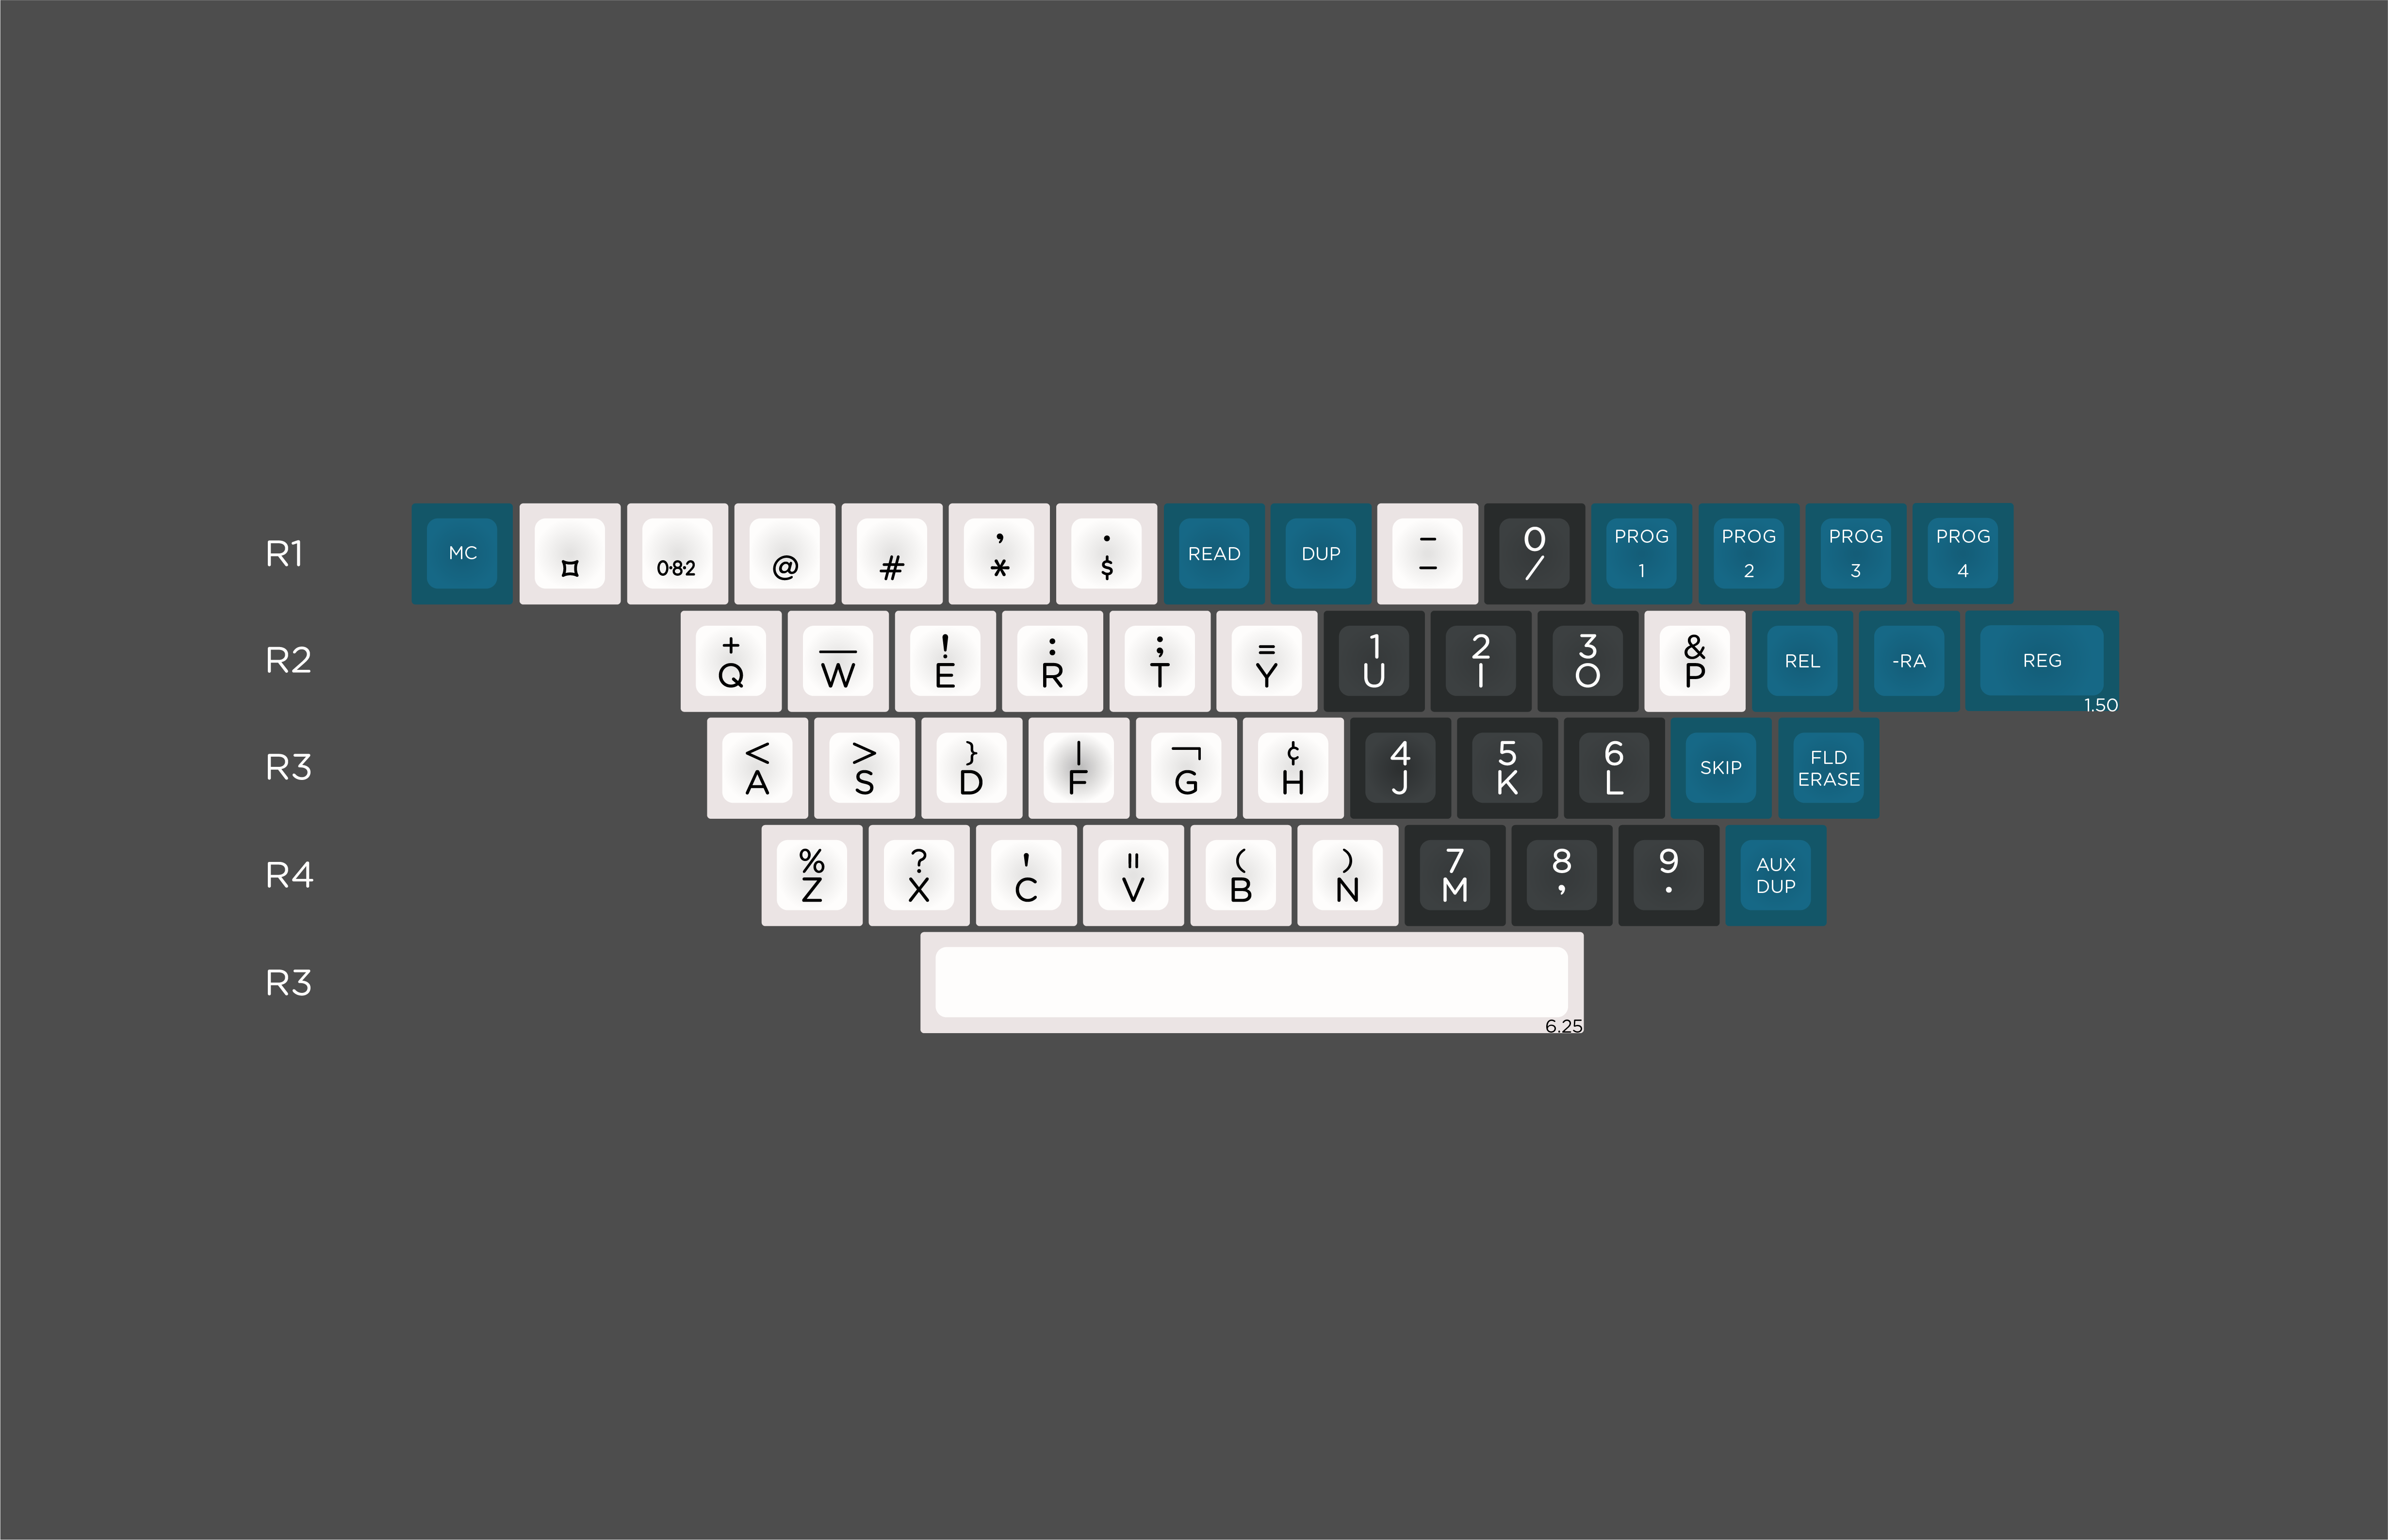 R1
MC
¤
0·8·2
@
#
,
*
.
$
READ
DUP
–
–
0
/
PROG
1
PROG
2
PROG
3
PROG
4
R2
+
Q
—
W
!
E
:
R
;
T
=
Y
1
U
2
I
3
O
&
P
REL
-RA
REG
1.50
R3
<
A
>
S
}
D
|
F
¬
G
¢
H
4
J
5
K
6
L
SKIP
FLD
ERASE
R4
%
Z
?
X
'
C
"
V
(
B
)
N
7
M
8
,
9
.
AUX
DUP
R3
6.25